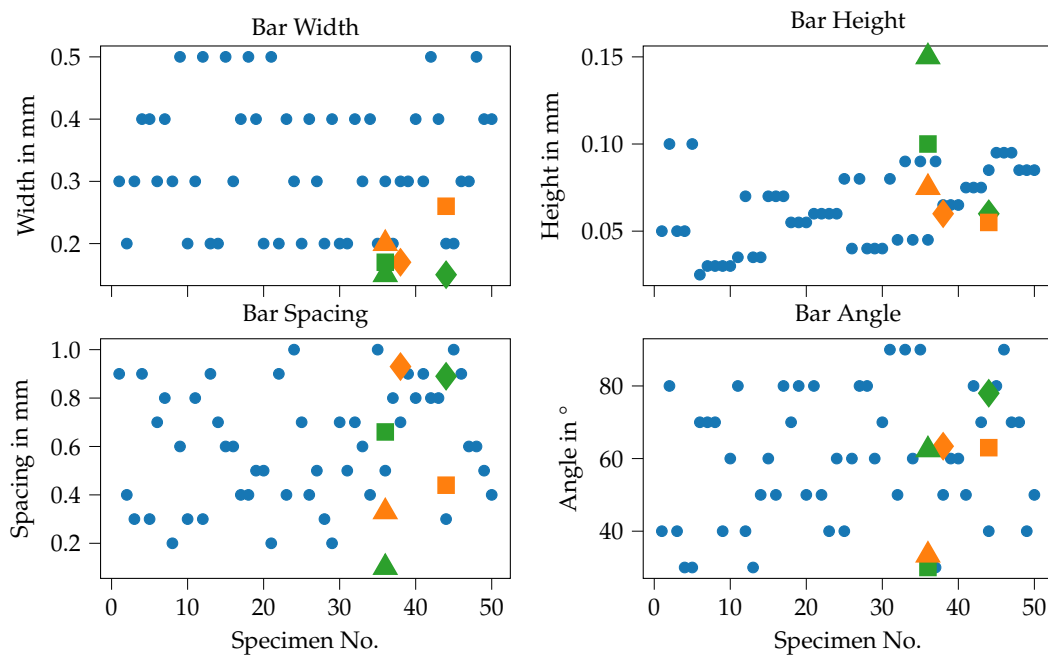 Bar Width
Bar Height
0.5
0.4
0.3
0.2
Width in mm
0.15
0.10
0.05
Height in mm
Bar Spacing
Bar Angle
1.0
0.8
0.6
0.4
0.2
Spacing in mm
80
60
40
Angle in °
0 10 20 30 40 50
0 10 20 30 40 50
Specimen No.
Specimen No.